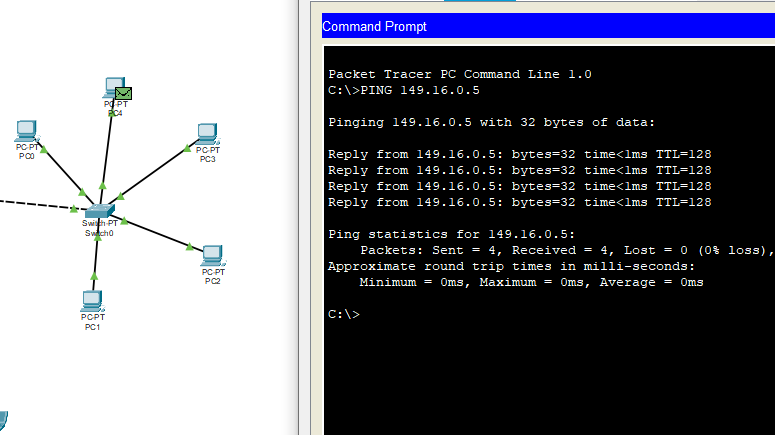 PC-PT
PC4
PC-PT
PC0
PC-PT
PC3
Switch-PT
Switch0
PC-PT
PC2
PC-PT
PC1
Command Prompt
Packet Tracer PC Command Line 1.0
C:\>PING 149.16.0.5
Pinging 149.16.0.5 with 32 bytes of data:
Reply from 149.16.0.5: bytes=32 time<1ms TTL=128
Reply from 149.16.0.5: bytes=32 time<1ms TTL=128
Reply from 149.16.0.5: bytes=32 time<1ms TTL=128
Reply from 149.16.0.5: bytes=32 time<1ms TTL=128
Ping statistics for 149.16.0.5:
Packets: Sent = 4, Received = 4, Lost = 0 (0% loss),
Approximate round trip times in milli-seconds:
Minimum = 0ms, Maximum = 0ms, Average = 0ms
C:\>